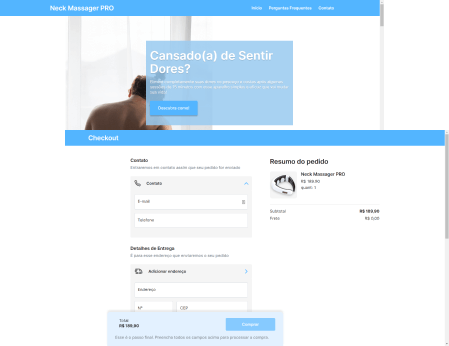 Neck Massager PRO
Início Perguntas Frequentes Contato
Cansado(a) de Sentir
Dores?
Descubra como!
Checkout
Contato
Entraremos em contato assim que seu pedido for enviado
Contato
E-mail
Telefone
Detalhes de Entrega
É para esse endereço que enviaremos o seu pedido
Adicionar endereço
Endereço
Nº
CEP
Total:
R$ 189,90
Comprar
Esse é o passo final. Preencha todos os campos acima para processar a compra.
Resumo do pedido
Neck Massager PRO
R$ 189,90
quant: 1
Subtotal R$ 189,90
Frete R$ 0,00